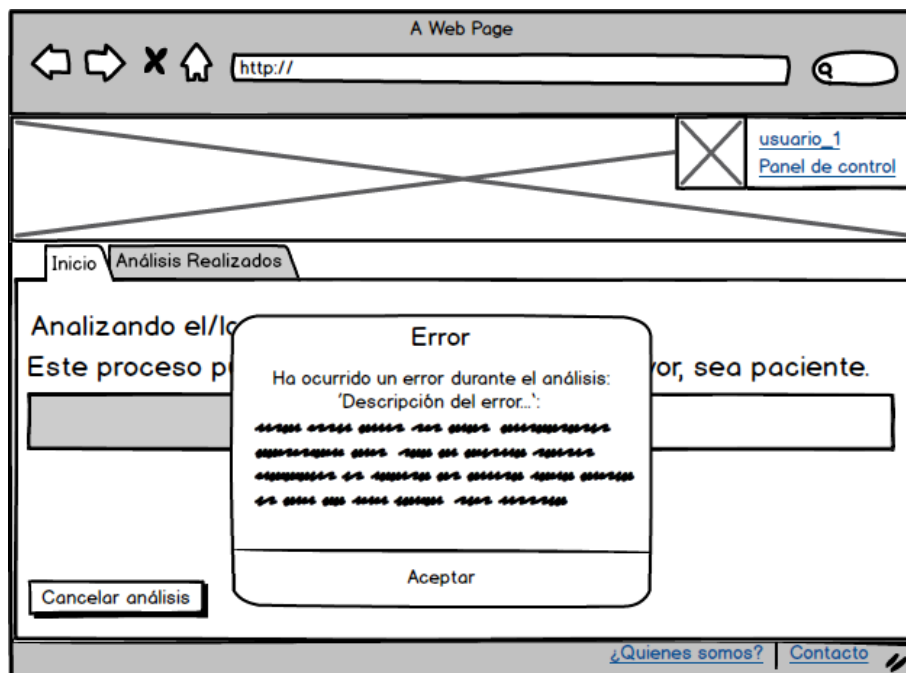 A Web Page
http://
usuario_1
Panel de control
Inicio
Análisis Realizados
Analizando el/lo
Este proceso pu vor, sea paciente.
Error
Ha ocurrido un error durante el análisis:
'Descripción del error...':
Aceptar
Cancelar análisis
¿Quienes somos?
Contacto